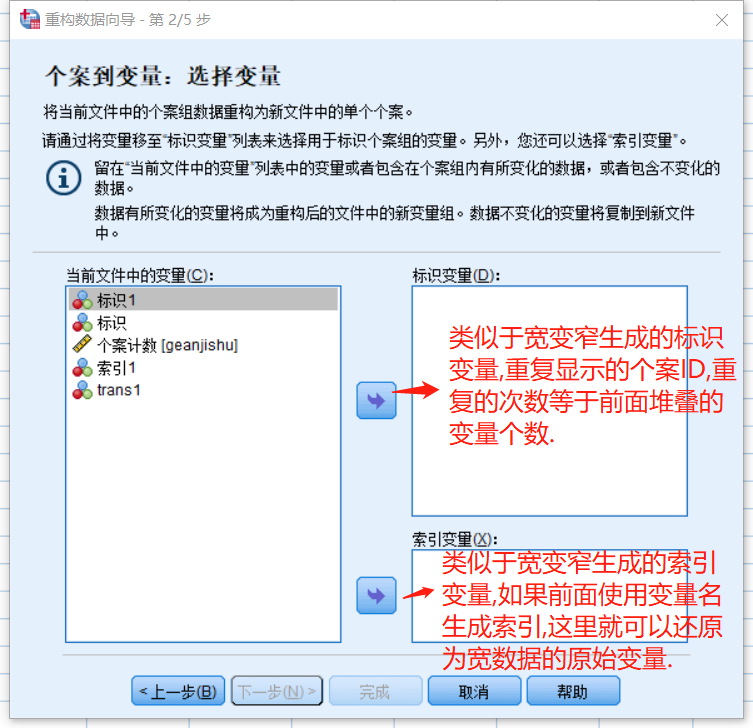 重构数据向导 - 第 2/5 步
个案到变量：选择变量
将当前文件中的个案组数据重构为新文件中的单个个案。
请通过将变量移至“标识变量”列表来选择用于标识个案组的变量。另外，您还可以选择“索引变量”。
留在“当前文件中的变量”列表中的变量或者包含在个案组内有所变化的数据，或者包含不变化的
数据。
数据有所变化的变量将成为重构后的文件中的新变量组。数据不变化的变量将复制到新文件
中。
当前文件中的变量(C):
标识1
标识
个案计数 [geanjishu]
索引1
trans1
标识变量(D):
类似于宽变窄生成的标识
变量,重复显示的个案ID,重
复的次数等于前面堆叠的
变量个数.
索引变量(X):
类似于宽变窄生成的索引
变量,如果前面使用变量名
生成索引,这里就可以还原
为宽数据的原始变量.
< 上一步(B)
下一步(N) >
完成
取消
帮助